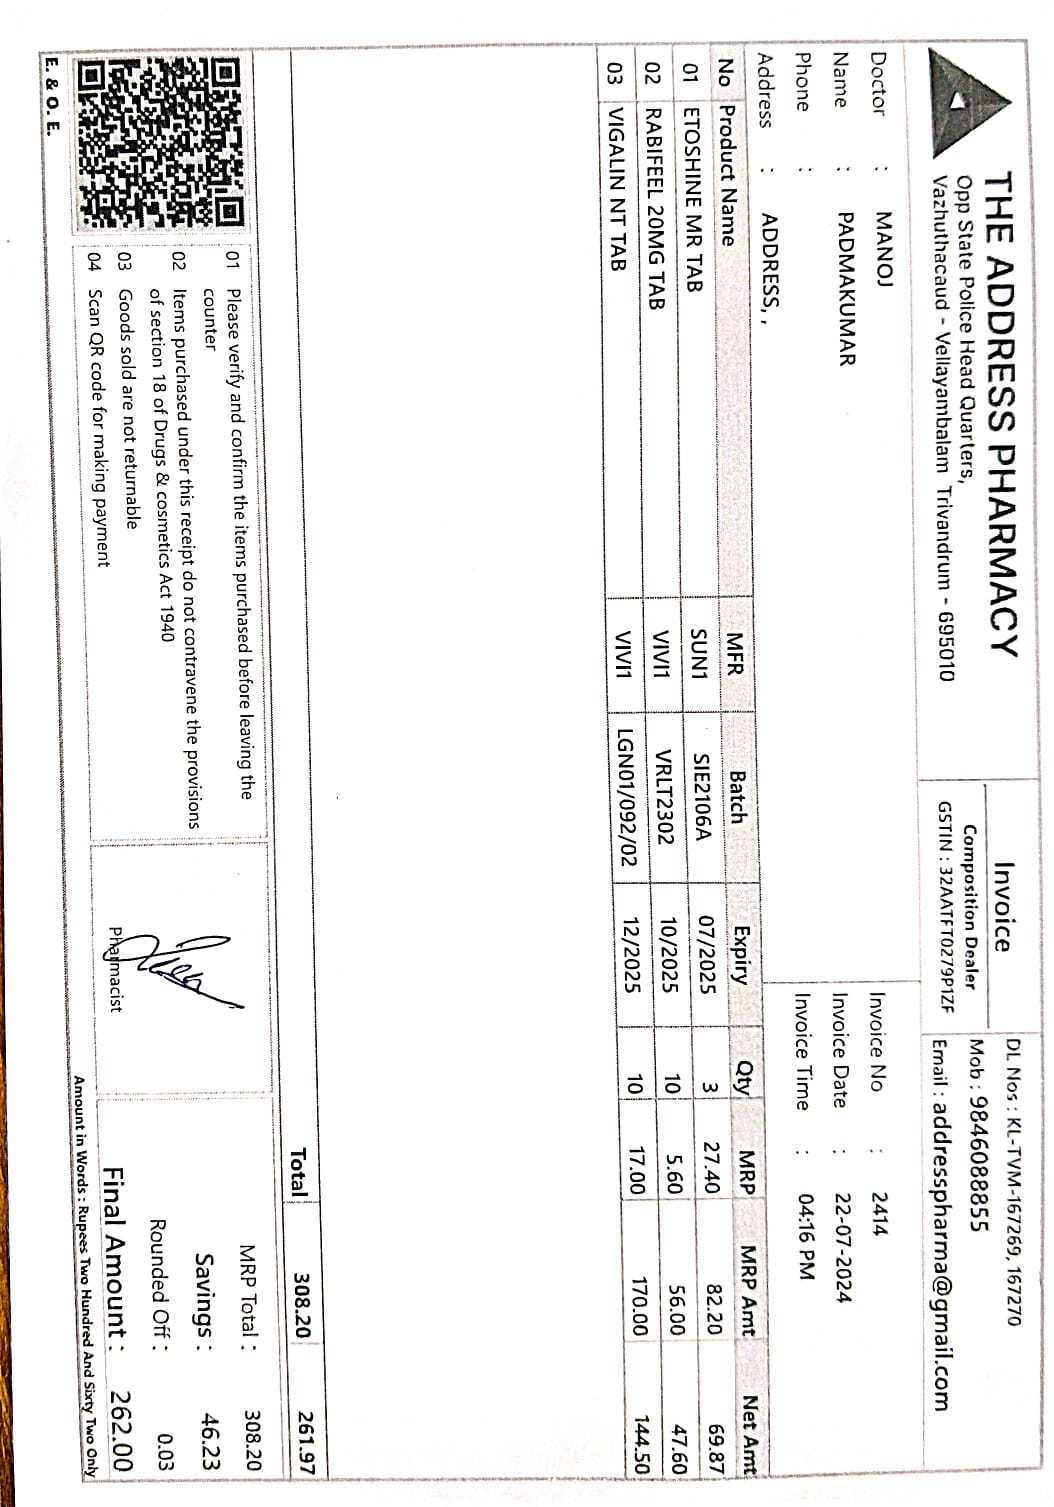 THE ADDRESS PHARMACY
Opp State Police Head Quarters,
Vazhuthacaud - Vellayambalam Trivandrum - 695010
Invoice
Composition Dealer
GSTIN : 32AATFT0279P1ZF
DL Nos : KL-TVM-167269, 167270
Mob : 9846088855
Email : addresspharma@gmail.com
Doctor : MANOJ
Name : PADMAKUMAR
Phone :
Address : ADDRESS, ,
Invoice No : 2414
Invoice Date : 22-07-2024
Invoice Time : 04:16 PM
No Product Name MFR Batch Expiry Qty MRP MRP Amt Net Amt
01 ETOSHINE MR TAB SUN1 SIE2106A 07/2025 3 27.40 82.20 69.87
02 RABIFEEL 20MG TAB VIVI1 VRLT2302 10/2025 10 5.60 56.00 47.60
03 VIGALIN NT TAB VIVI1 LGN01/092/02 12/2025 10 17.00 170.00 144.50
Total 308.20 261.97
01 Please verify and confirm the items purchased before leaving the
counter
02 Items purchased under this receipt do not contravene the provisions
of section 18 of Drugs & cosmetics Act 1940
03 Goods sold are not returnable
04 Scan QR code for making payment
Pharmacist
MRP Total : 308.20
Savings : 46.23
Rounded Off : 0.03
Final Amount : 262.00
Amount in Words : Rupees Two Hundred And Sixty Two Only
E. & O. E.